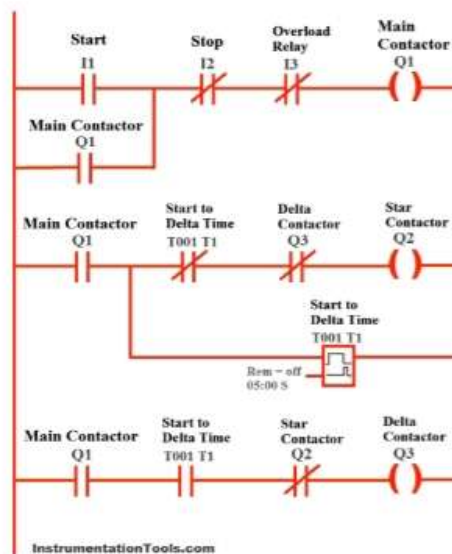 Start
I1
Stop
I2
Overload
Relay
I3
Main
Contactor
Q1
Main Contactor
Q1
Main Contactor
Q1
Start to
Delta Time
T001 T1
Delta
Contactor
Q3
Star
Contactor
Q2
Start to
Delta Time
T001 T1
Rem = off
05:00 S
Main Contactor
Q1
Start to
Delta Time
T001 T1
Star
Contactor
Q2
Delta
Contactor
Q3
InstrumentationTools.com